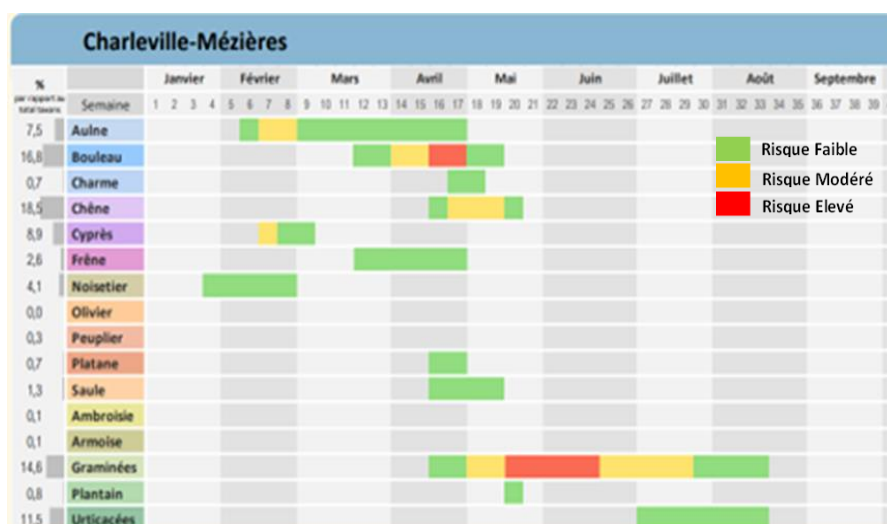 Charleville-Mézières
% Janvier Février Mars Avril Mai Juin Juillet Août Septembre
par rapport au
total taxons Semaine 1 2 3 4 5 6 7 8 9 10 11 12 13 14 15 16 17 18 19 20 21 22 23 24 25 26 27 28 29 30 31 32 33 34 35 36 37 38 39
7,5 Aulne
16,8 Bouleau
Risque Faible
0,7 Charme
Risque Modéré
18,5 Chêne
Risque Elevé
8,9 Cyprès
2,6 Frêne
4,1 Noisetier
0,0 Olivier
0,3 Peuplier
0,7 Platane
1,3 Saule
0,1 Ambroisie
0,1 Armoise
14,6 Graminées
0,8 Plantain
11,5 Urticacées